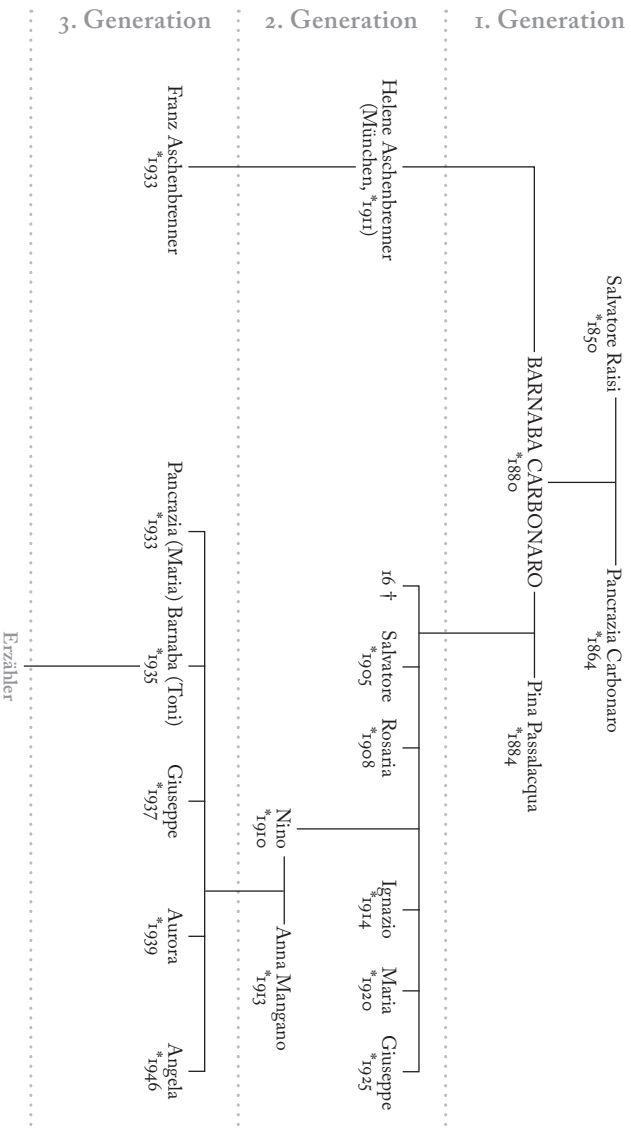 Salvatore Raisi
*1850
Pancrazia Carbonaro
*1864
1. Generation
BARNABA CARBONARO
*1880
Pina Passalacqua
*1884
2. Generation
Helene Aschenbrenner
(München, *1911)
16 †
Salvatore
*1905
Rosaria
*1908
Nino
*1910
Anna Mangano
*1913
Ignazio
*1914
Maria
*1920
Giuseppe
*1925
3. Generation
Franz Aschenbrenner
*1933
Pancrazia (Maria)
*1933
Barnaba (Toni)
*1935
Giuseppe
*1937
Aurora
*1939
Angela
*1946
Erzähler